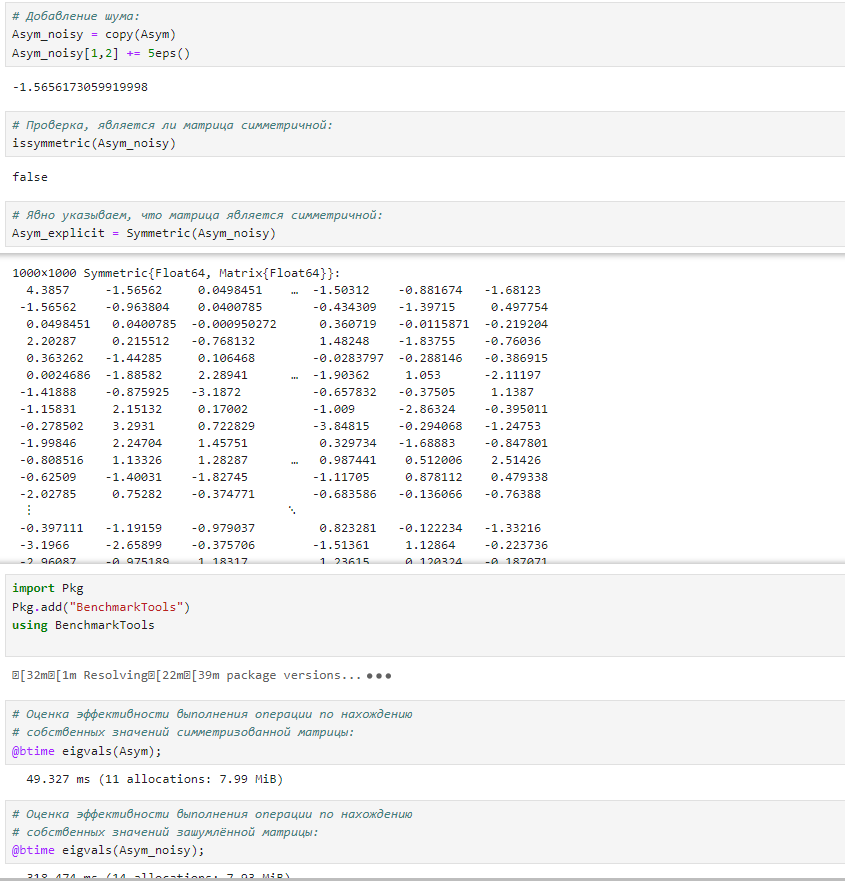 # Добавление шума:
Asym_noisy = copy(Asym)
Asym_noisy[1,2] += 5eps()
-1.5656173059919998
# Проверка, является ли матрица симметричной:
issymmetric(Asym_noisy)
false
# Явно указываем, что матрица является симметричной:
Asym_explicit = Symmetric(Asym_noisy)
1000×1000 Symmetric{Float64, Matrix{Float64}}:
4.3857 -1.56562 0.0498451 … -1.50312 -0.881674 -1.68123
-1.56562 -0.963804 0.0400785 -0.434309 -1.39715 0.497754
0.0498451 0.0400785 -0.000950272 0.360719 -0.0115871 -0.219204
2.20287 0.215512 -0.768132 1.48248 -1.83755 -0.76036
0.363262 -1.44285 0.106468 -0.0283797 -0.288146 -0.386915
0.0024686 -1.88582 2.28941 … -1.90362 1.053 -2.11197
-1.41888 -0.875925 -3.1872 -0.657832 -0.37505 1.1387
-1.15831 2.15132 0.17002 -1.009 -2.86324 -0.395011
-0.278502 3.2931 0.722829 -3.84815 -0.294068 -1.24753
-1.99846 2.24704 1.45751 0.329734 -1.68883 -0.847801
-0.808516 1.13326 1.28287 … 0.987441 0.512006 2.51426
-0.62509 -1.40031 -1.82745 -1.11705 0.878112 0.479338
-2.02785 0.75282 -0.374771 -0.683586 -0.136066 -0.76388
⋮ ⋱
-0.397111 -1.19159 -0.979037 0.823281 -0.122234 -1.33216
-3.1966 -2.65899 -0.375706 -1.51361 1.12864 -0.223736
-2.96087 -0.975189 1.18317 1.23615 0.120324 -0.187071
import Pkg
Pkg.add("BenchmarkTools")
using BenchmarkTools
[32m[1m Resolving[22m[39m package versions... •••
# Оценка эффективности выполнения операции по нахождению
# собственных значений симметризованной матрицы:
@btime eigvals(Asym);
49.327 ms (11 allocations: 7.99 MiB)
# Оценка эффективности выполнения операции по нахождению
# собственных значений зашумлённой матрицы:
@btime eigvals(Asym_noisy);
318.474 ms (14 allocations: 7.93 MiB)